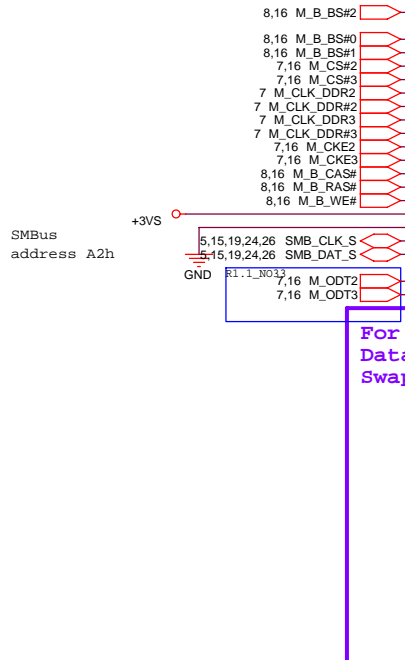 8,16 M_B_BS#2
8,16 M_B_BS#0
8,16 M_B_BS#1
7,16 M_CS#2
7,16 M_CS#3
7 M_CLK_DDR2
7 M_CLK_DDR#2
7 M_CLK_DDR3
7 M_CLK_DDR#3
7,16 M_CKE2
7,16 M_CKE3
8,16 M_B_CAS#
8,16 M_B_RAS#
8,16 M_B_WE#
+3VS
SMBus
address A2h
5,15,19,24,26 SMB_CLK_S
5,15,19,24,26 SMB_DAT_S
GND
R1.1_NO33
7,16 M_ODT2
7,16 M_ODT3
For
Data
Swap